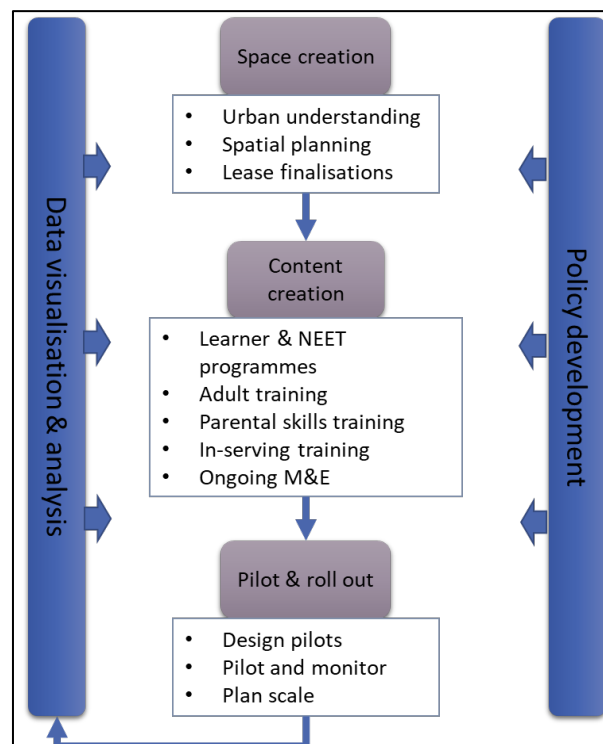 Space creation
• Urban understanding
• Spatial planning
• Lease finalisations
Content
creation
• Learner & NEET
programmes
• Adult training
• Parental skills training
• In-serving training
• Ongoing M&E
Pilot & roll out
• Design pilots
• Pilot and monitor
• Plan scale
Data visualisation & analysis
Policy development